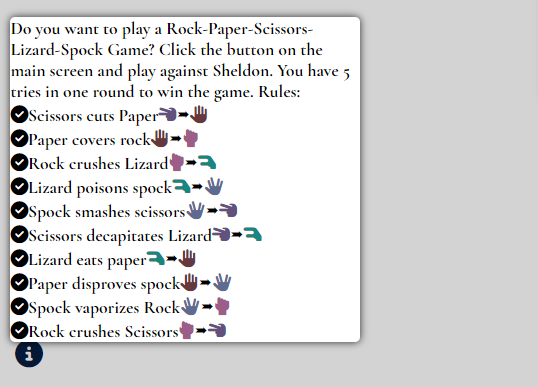 Do you want to play a Rock-Paper-Scissors-
Lizard-Spock Game? Click the button on the
main screen and play against Sheldon. You have 5
tries in one round to win the game. Rules:
Scissors cuts Paper
Paper covers rock
Rock crushes Lizard
Lizard poisons spock
Spock smashes scissors
Scissors decapitates Lizard
Lizard eats paper
Paper disproves spock
Spock vaporizes Rock
Rock crushes Scissors